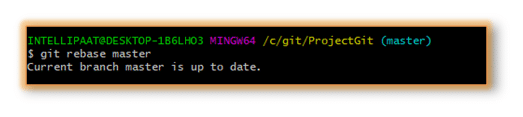 INTELLIPAAT@DESKTOP-1B6LHO3 MINGW64 /c/git/ProjectGit (master)
$ git rebase master
Current branch master is up to date.